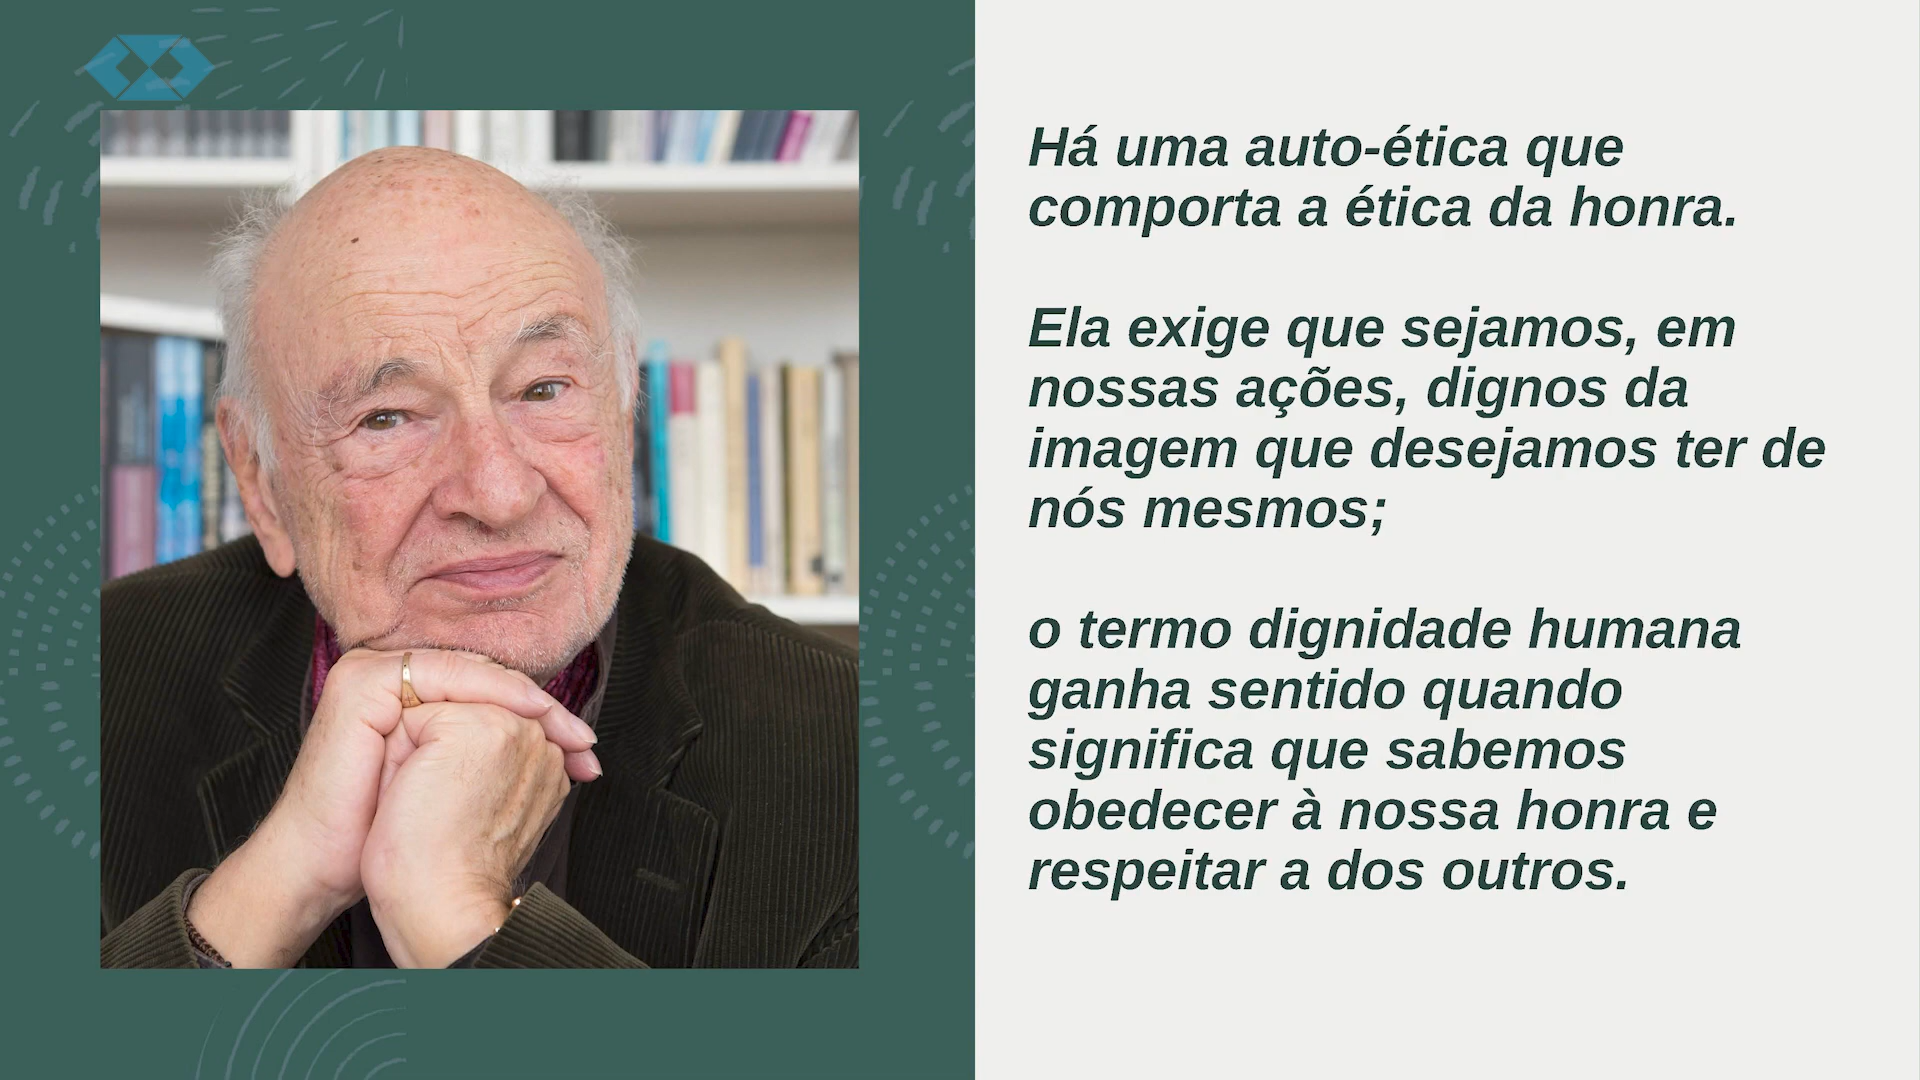 Há uma auto-ética que
comporta a ética da honra.
Ela exige que sejamos, em
nossas ações, dignos da
imagem que desejamos ter de
nós mesmos;
o termo dignidade humana
ganha sentido quando
significa que sabemos
obedecer à nossa honra e
respeitar a dos outros.